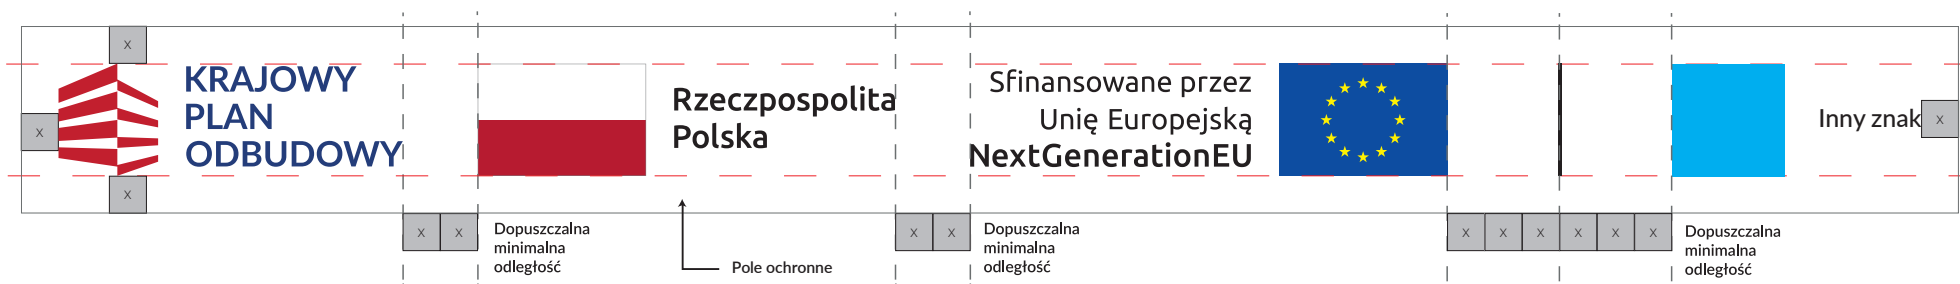 X
X
KRAJOWY
PLAN
ODBUDOWY
X
Rzeczpospolita
Polska
Sfinansowane przez
Unię Europejską
NextGenerationEU
Inny znak
X
X X
Dopuszczalna
minimalna
odległość
Pole ochronne
X X
Dopuszczalna
minimalna
odległość
X X X X X X
Dopuszczalna
minimalna
odległość